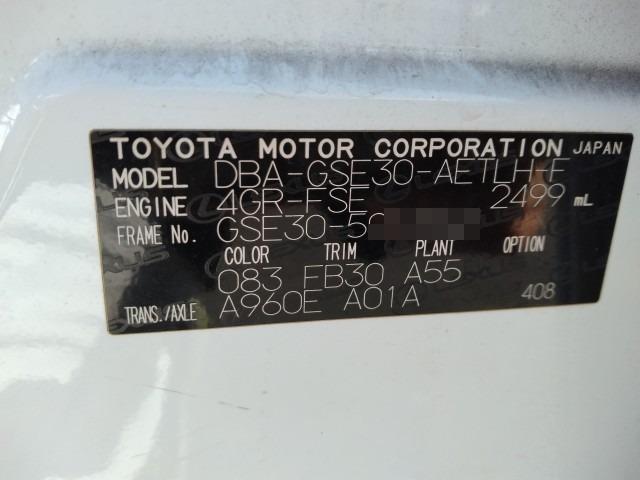 TOYOTA MOTOR CORPORATION JAPAN
MODEL DBA-GSE30-AETLH-F
ENGINE 4GR-FSE 2499 mL
FRAME No. GSE30-50
COLOR TRIM PLANT OPTION
083 FB30 A55
TRANS./AXLE A960E A01A 408